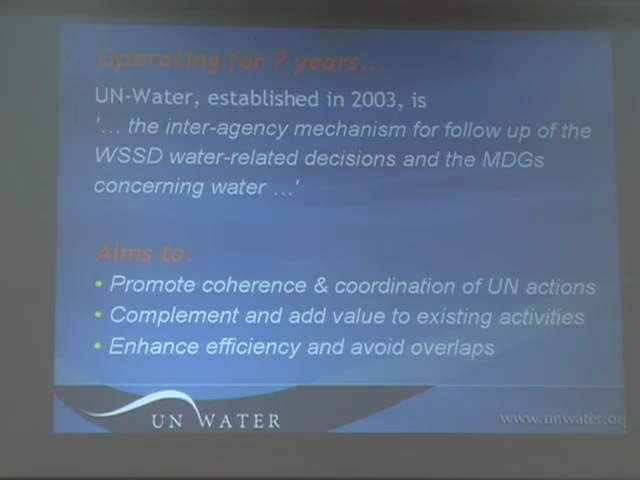 Operating for 7 years...
UN-Water, established in 2003, is
'... the inter-agency mechanism for follow up of the
WSSD water-related decisions and the MDGs
concerning water ...'
Aims to:
• Promote coherence & coordination of UN actions
• Complement and add value to existing activities
• Enhance efficiency and avoid overlaps
UN WATER
www.unwater.or